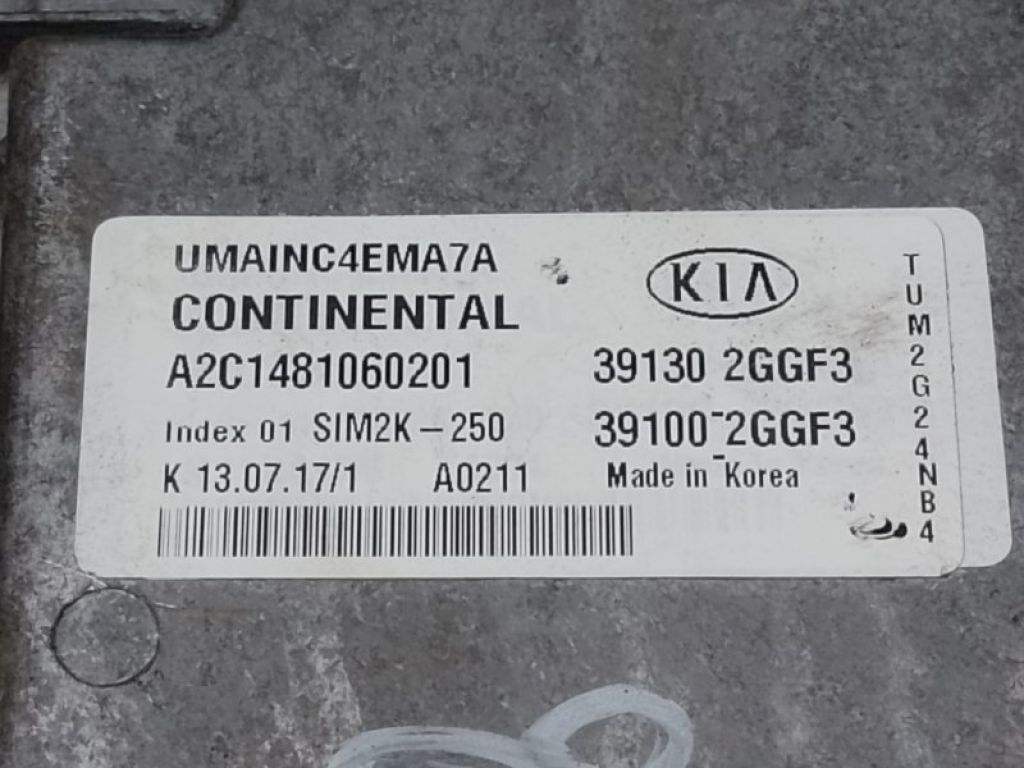 UMAINC4EMA7A
KIA
CONTINENTAL
A2C1481060201
39130 2GGF3
Index 01 SIM2K-250
39100-2GGF3
K 13.07.17/1 A0211
Made in Korea
TUM2G24NB4